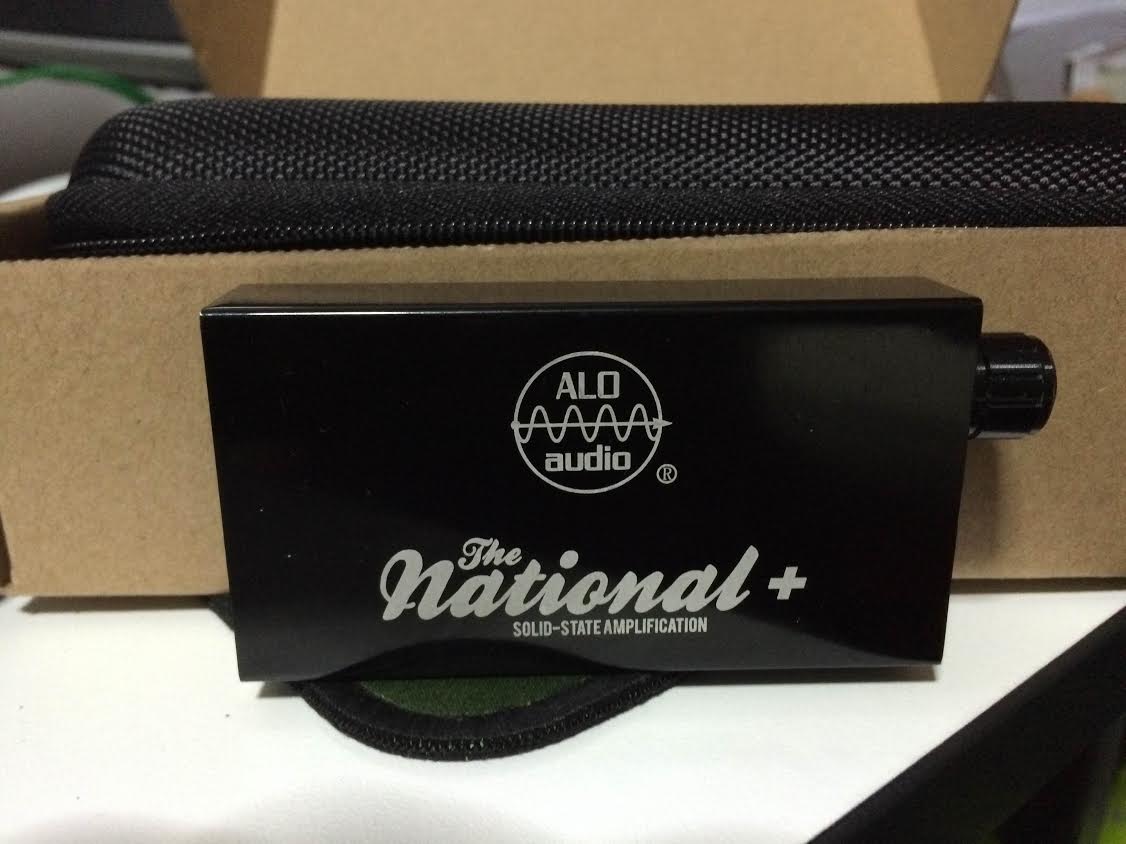 ALO
audio
®
The
National +
SOLID-STATE AMPLIFICATION